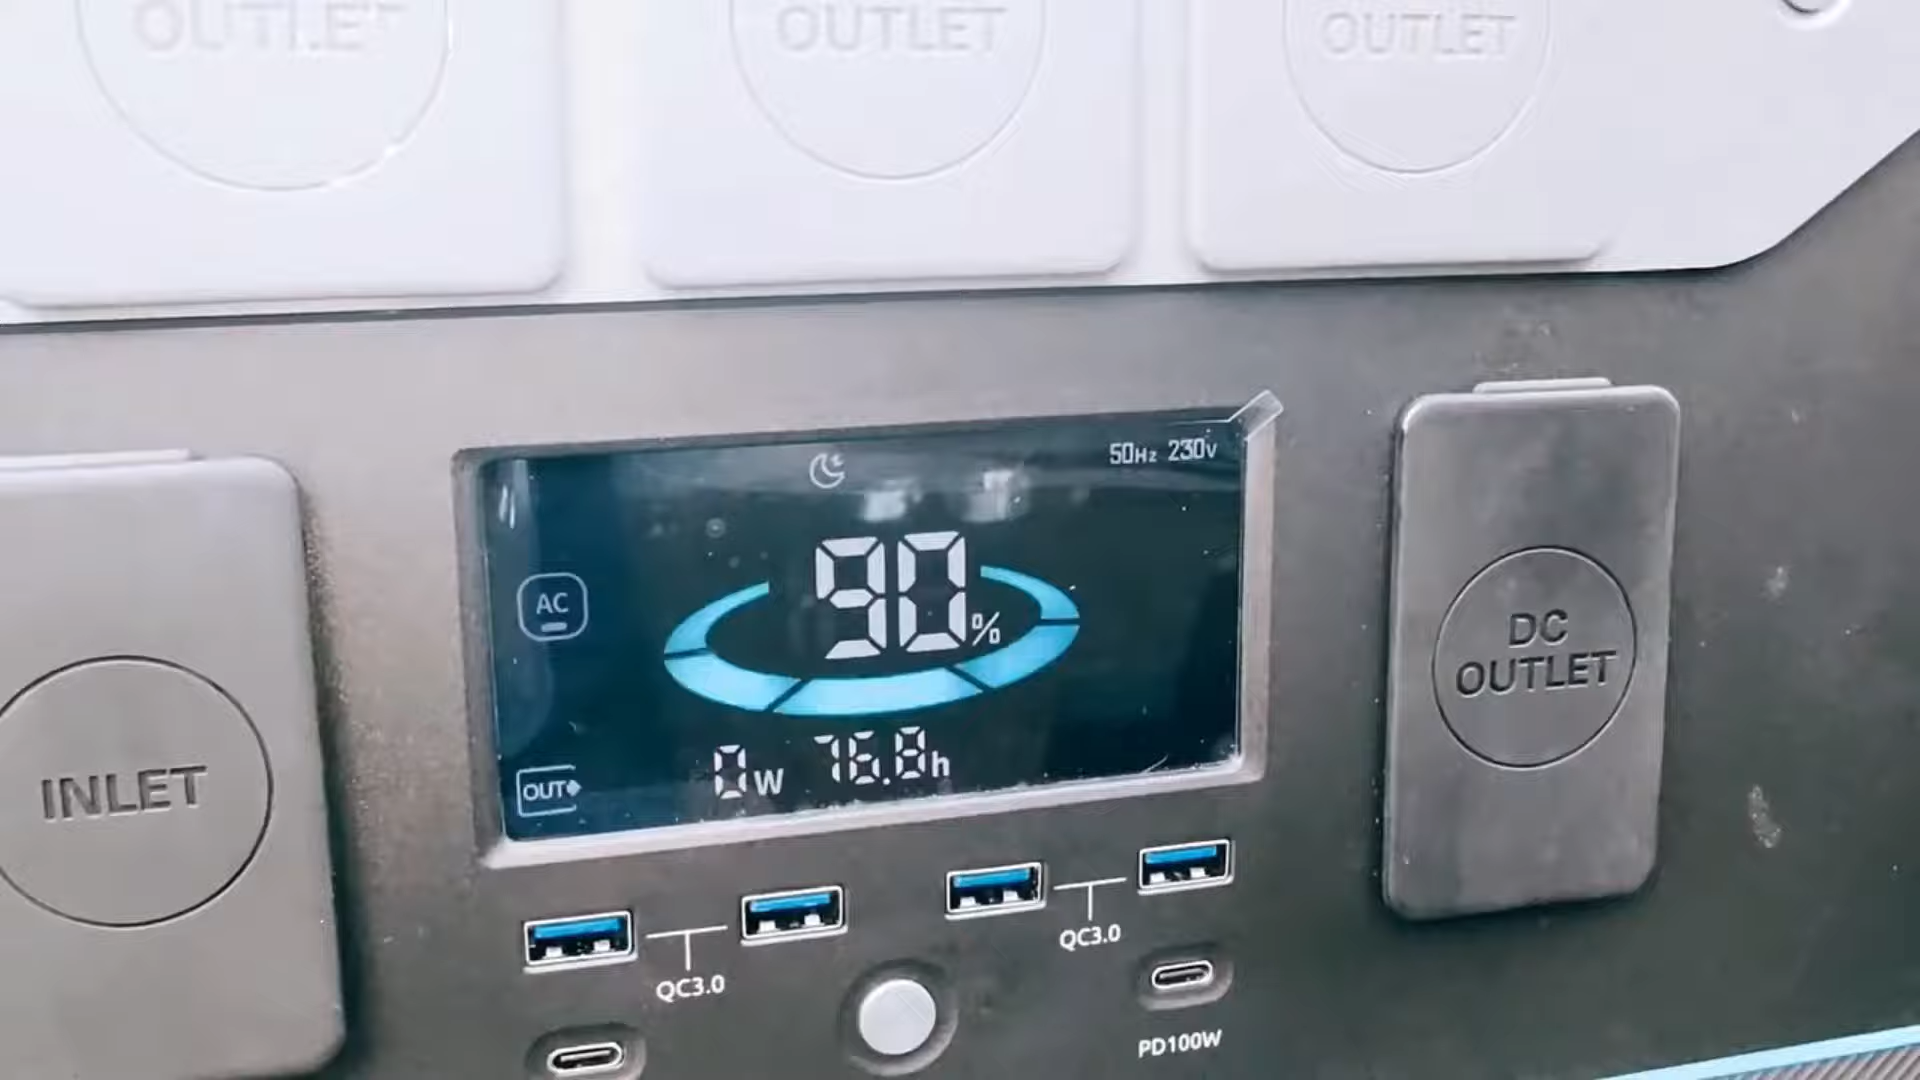 OUTLET
OUTLET
OUTLET
50Hz 230V
AC
90%
OUT
0W 76.8h
INLET
DC
OUTLET
QC3.0
QC3.0
PD100W